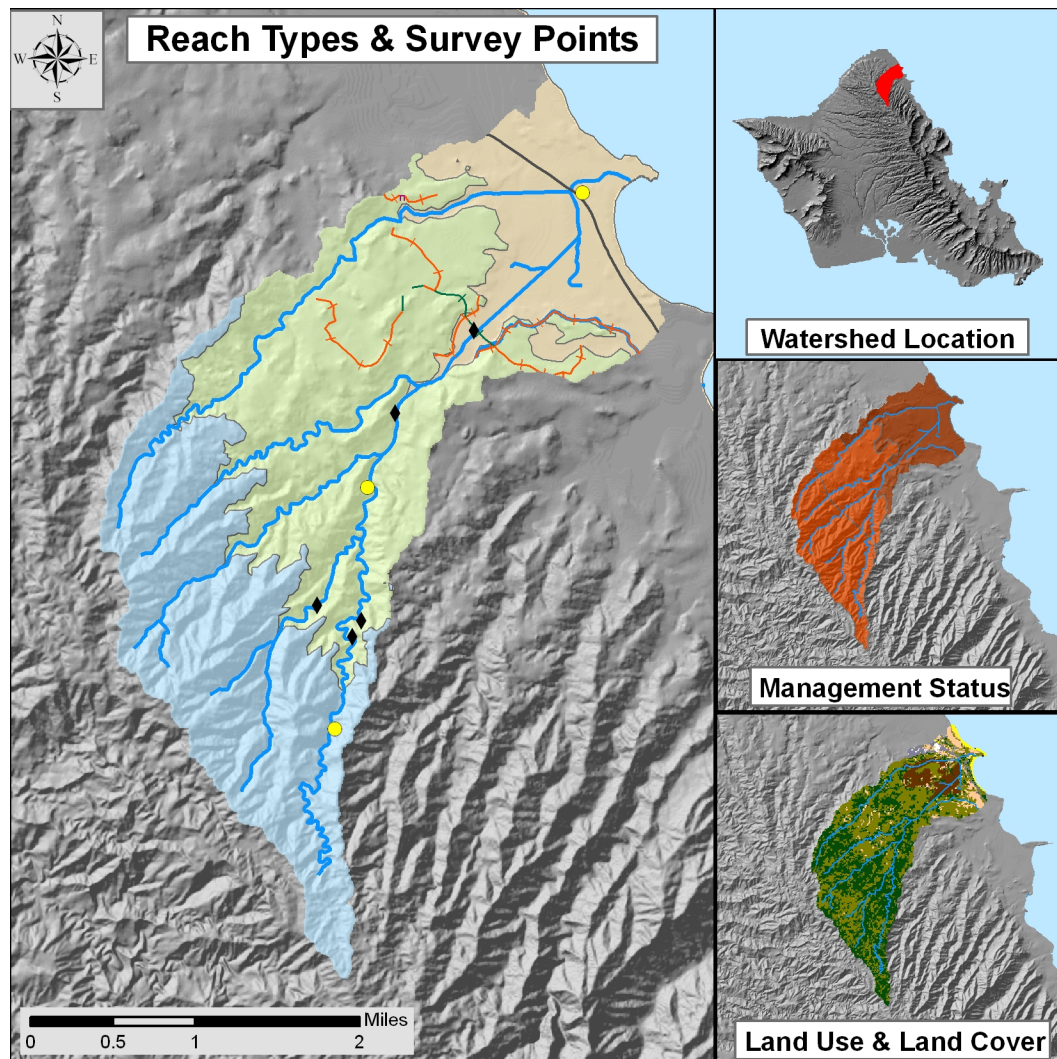 Reach Types & Survey Points
N
W
E
S
n
Watershed Location
Management Status
Land Use & Land Cover
Miles
0
0.5
1
2